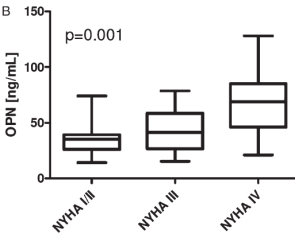 B
150
p=0.001
100
OPN [ng/mL]
50
0
NYHA I/II
NYHA III
NYHA IV